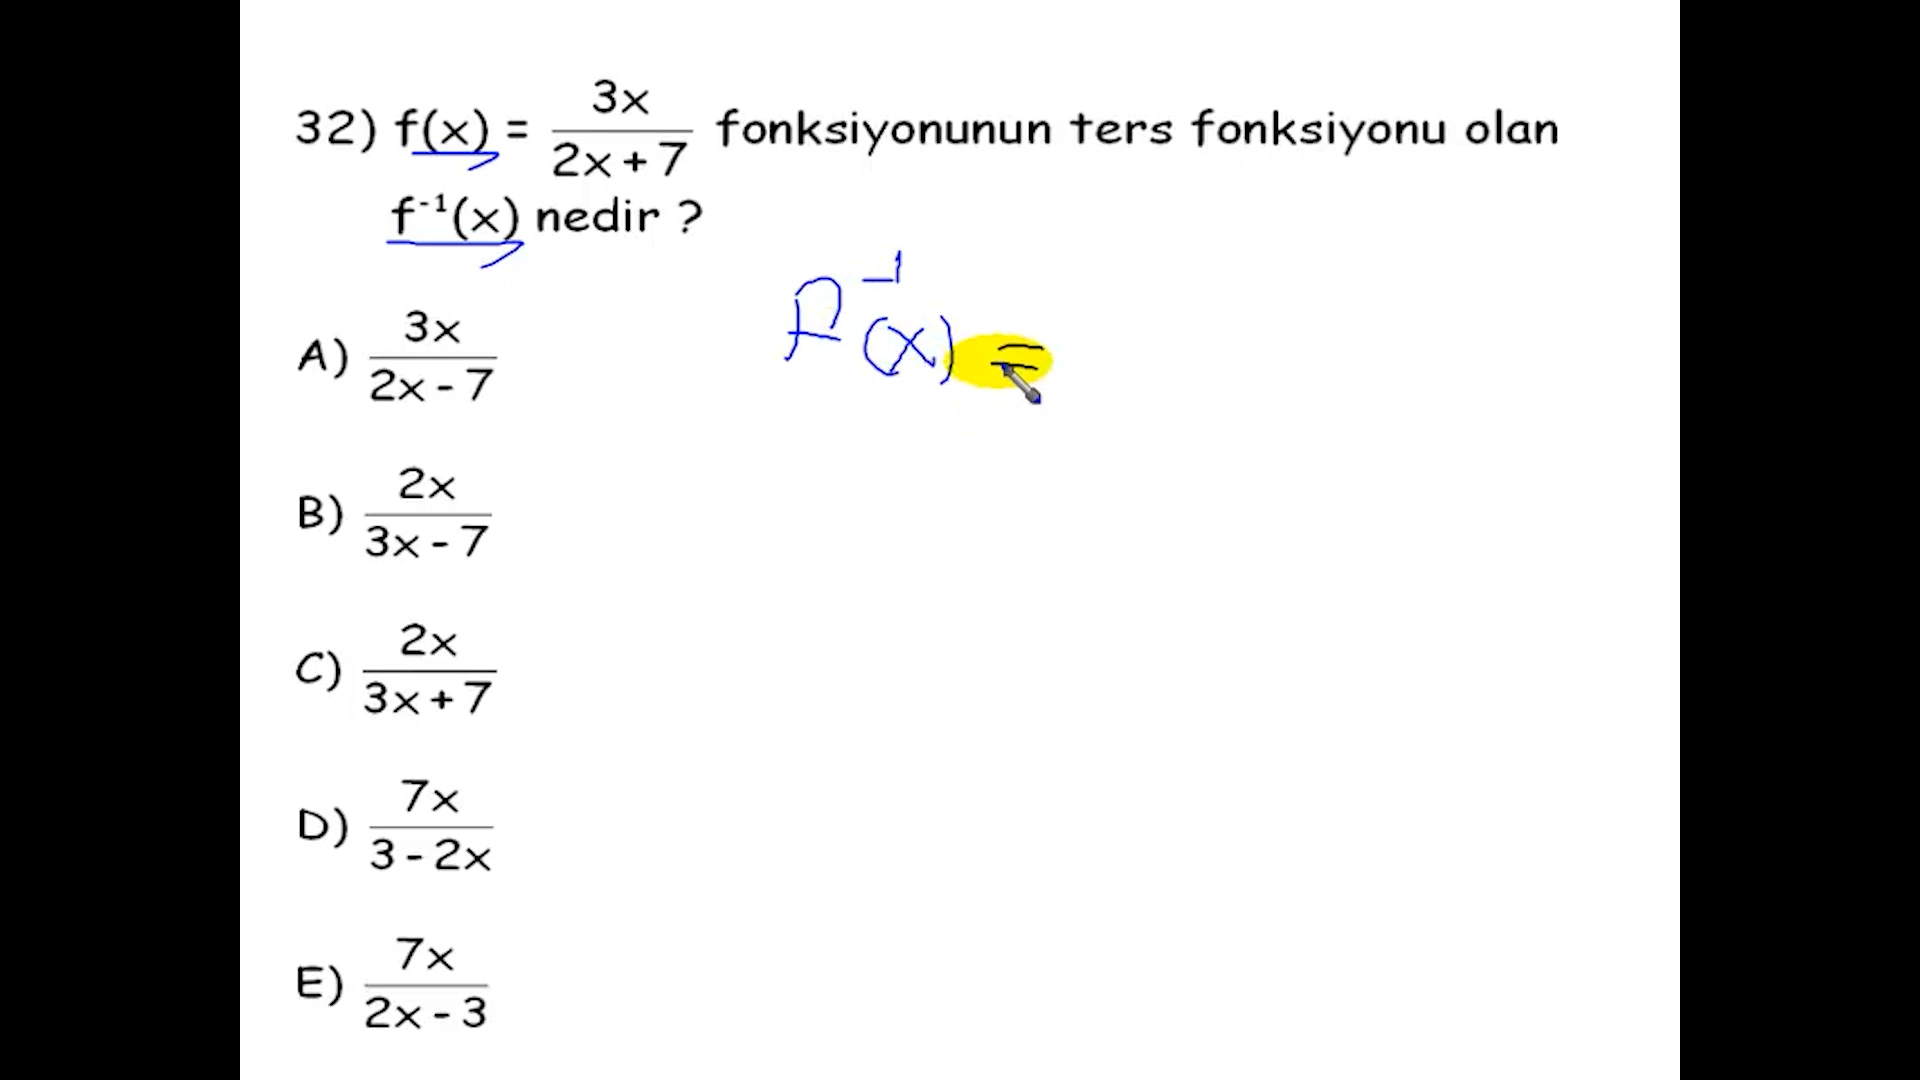 32) f(x) = 3x / 2x + 7 fonksiyonunun ters fonksiyonu olan
f⁻¹(x) nedir ?
f⁻¹(x) =
A) 3x / 2x - 7
B) 2x / 3x - 7
C) 2x / 3x + 7
D) 7x / 3 - 2x
E) 7x / 2x - 3